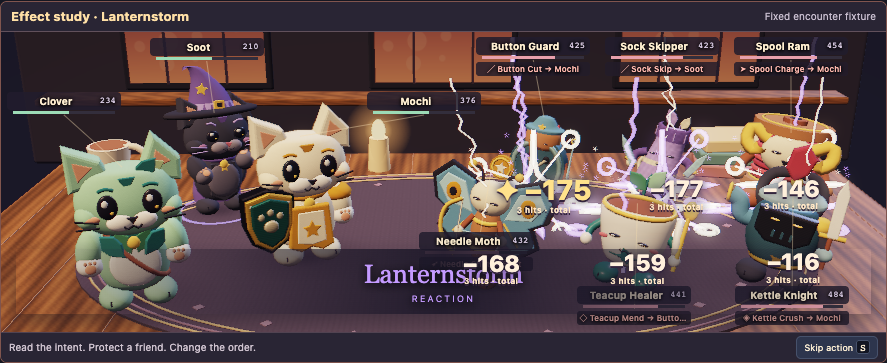 Effect study · Lanternstorm
Fixed encounter fixture
Soot 210
Button Guard 425
Button Cut → Mochi
Sock Skipper 423
Sock Skip → Soot
Spool Ram 454
Spool Charge → Mochi
Clover 234
Mochi 376
−175
3 hits · total
−177
3 hits · total
−146
3 hits · total
Needle Moth 432
−168
3 hits · total
−159
3 hits · total
−116
3 hits · total
Lanternstorm
REACTION
Teacup Healer 441
Teacup Mend → Butto...
Kettle Knight 484
Kettle Crush → Mochi
Read the intent. Protect a friend. Change the order.
Skip action S